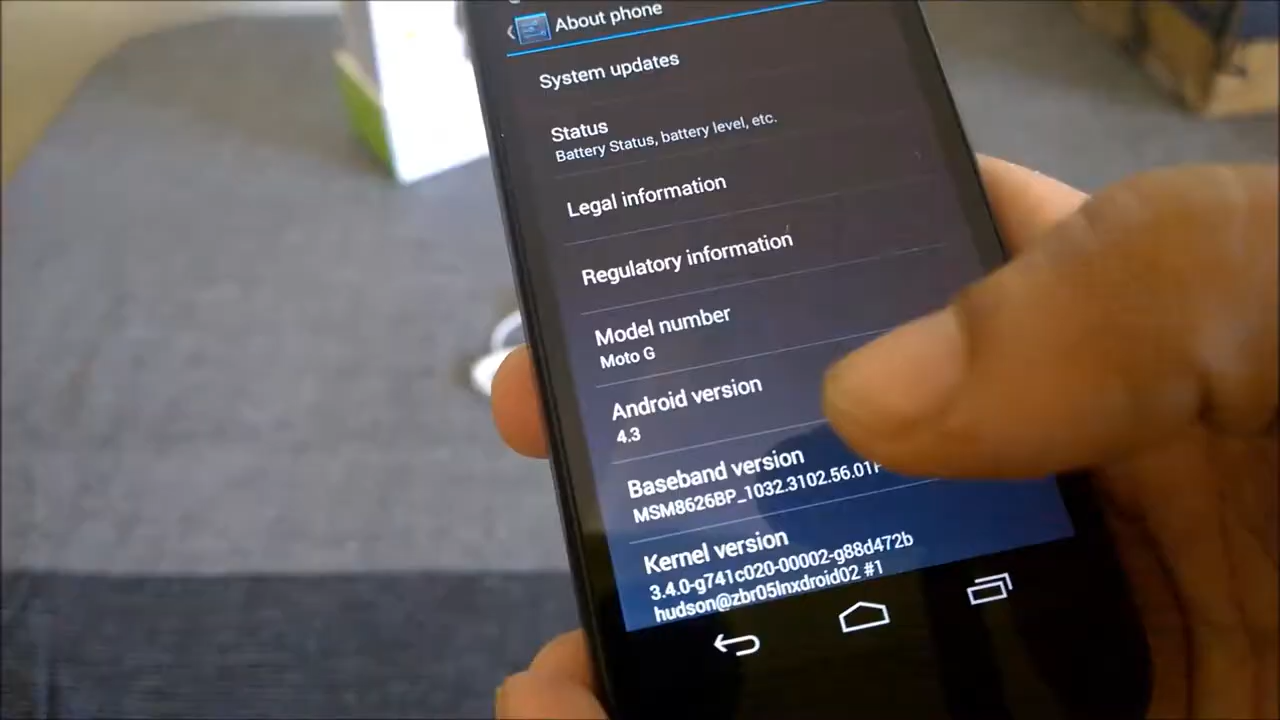 About phone
System updates
Status
Battery Status, battery level, etc.
Legal information
Regulatory information
Model number
Moto G
Android version
4.3
Baseband version
MSM8626BP_1032.3102.56.01
Kernel version
3.4.0-g741c020-00002-g88d472b
hudson@zbr05lnxdroid02 #1